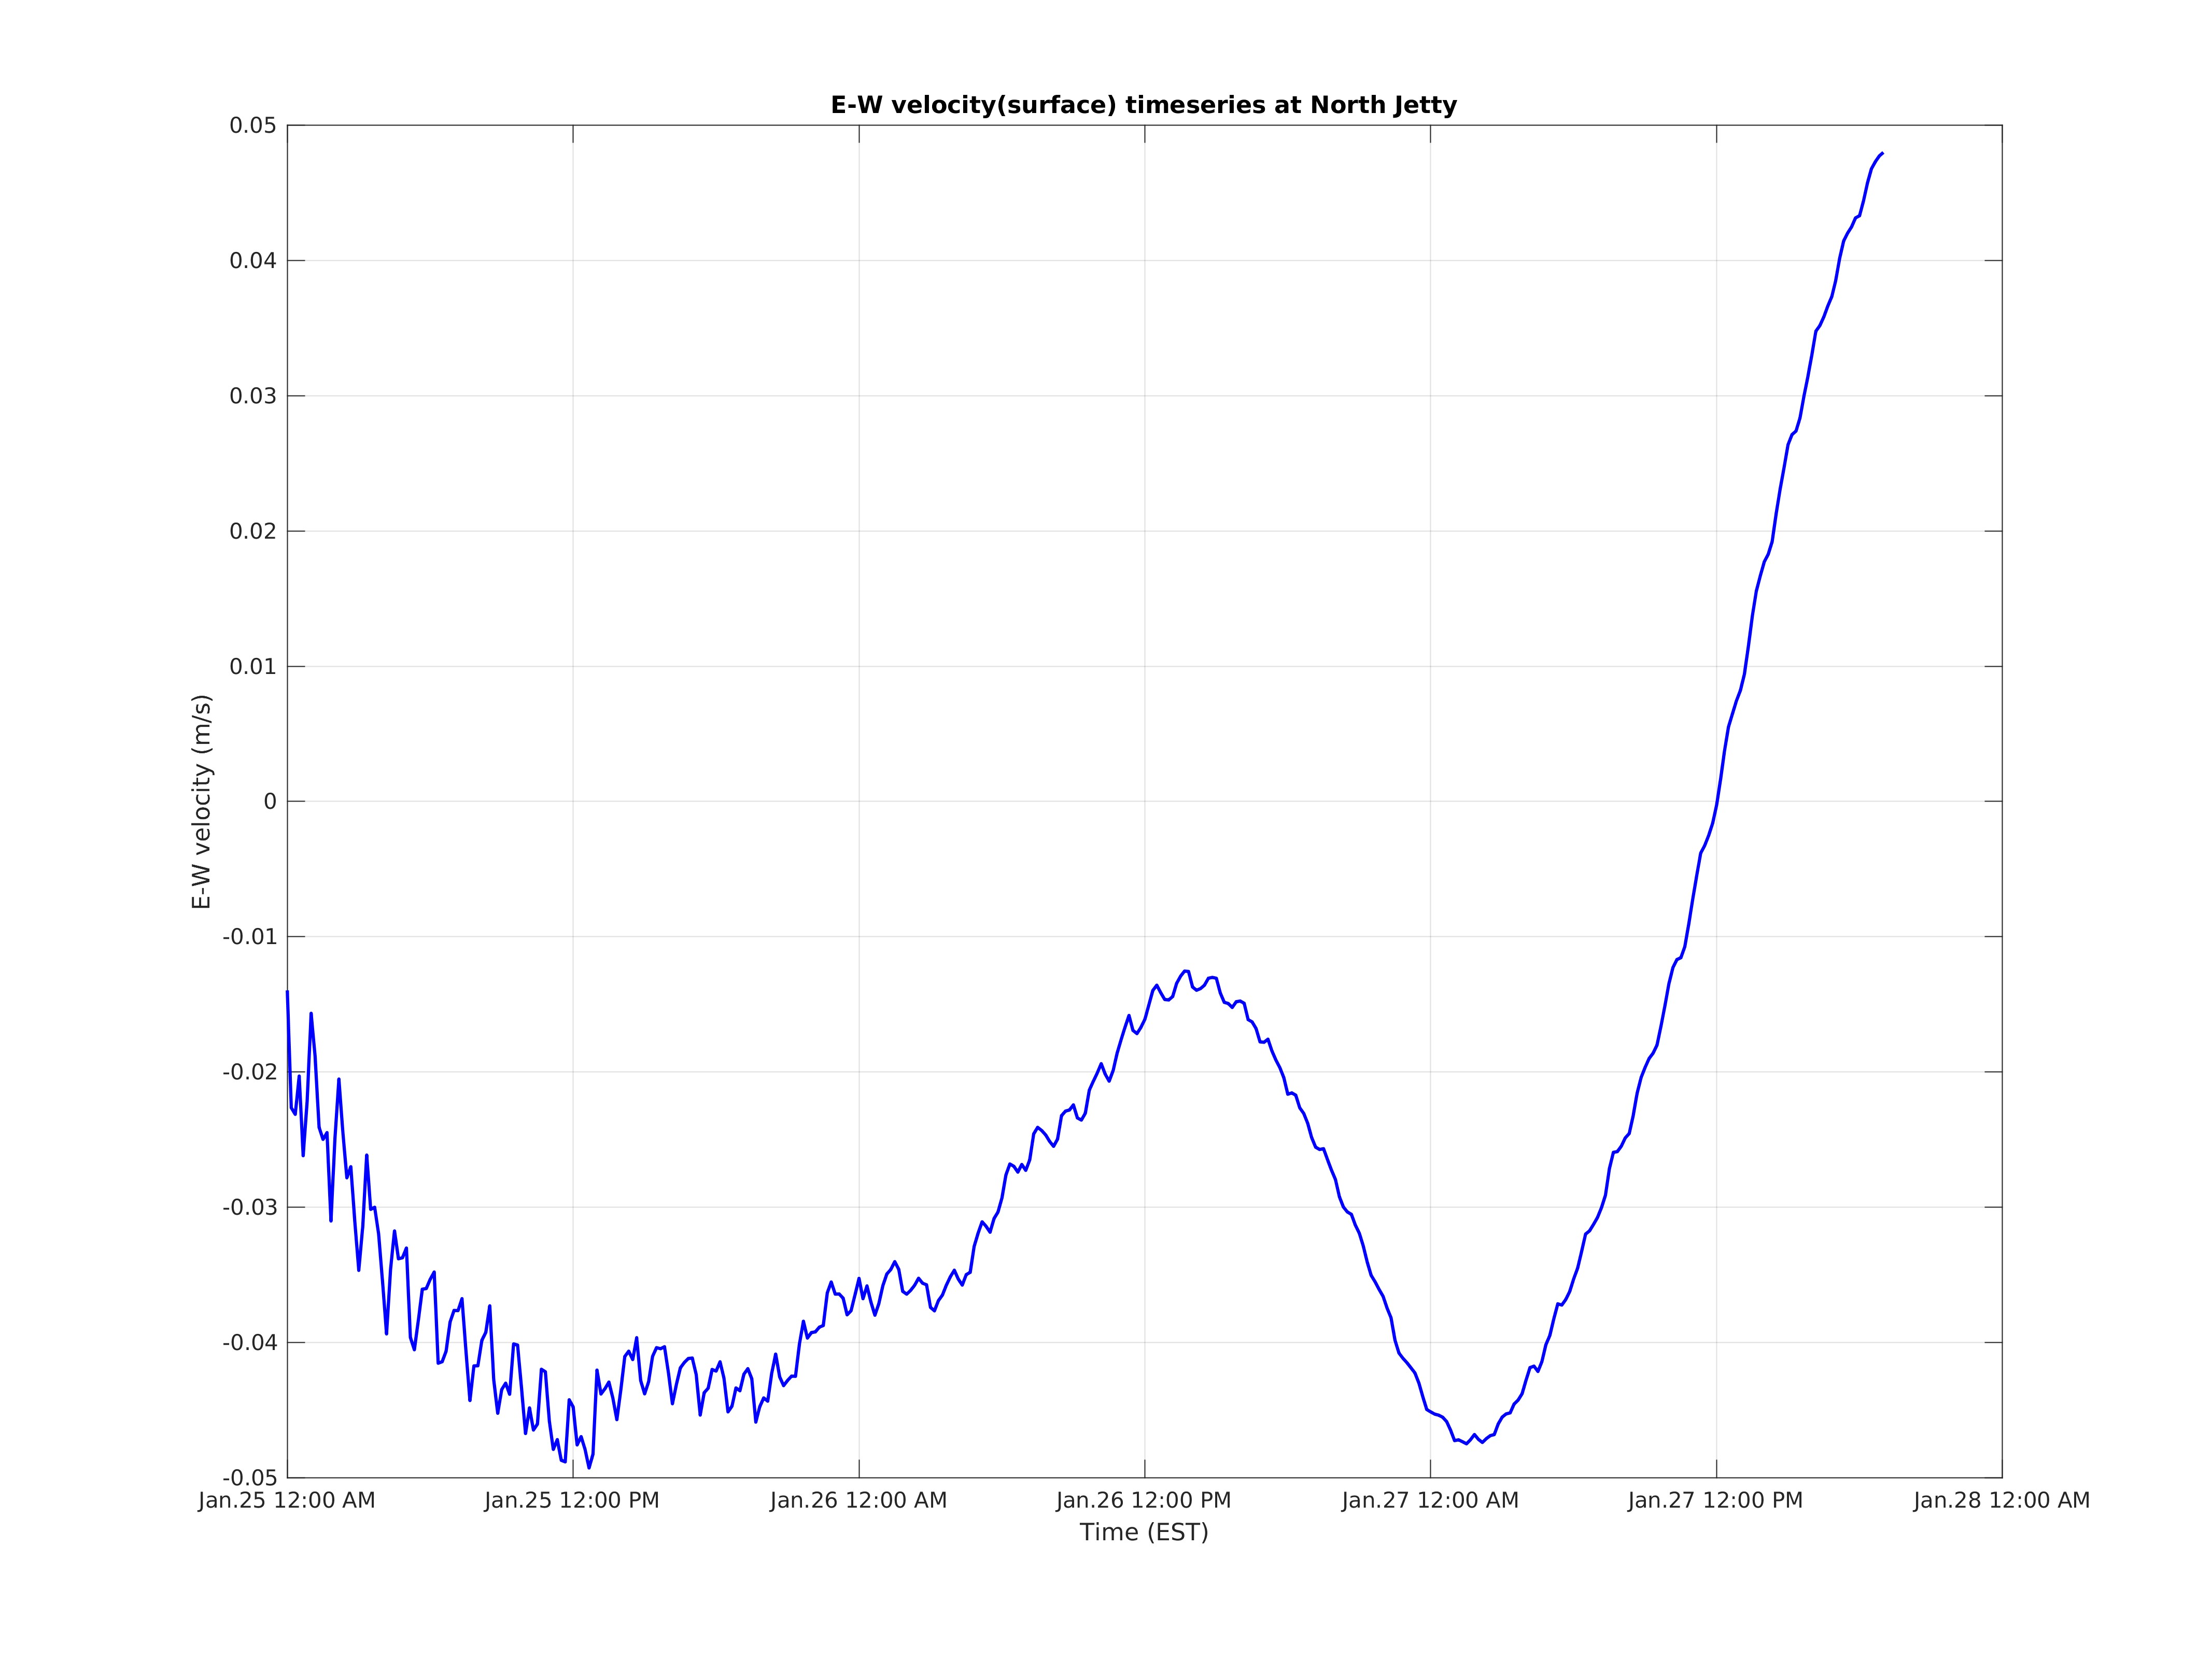 E-W velocity(surface) timeseries at North Jetty
0.05
0.04
0.03
0.02
0.01
0
-0.01
-0.02
-0.03
-0.04
-0.05
E-W velocity (m/s)
Jan.25 12:00 AM Jan.25 12:00 PM Jan.26 12:00 AM Jan.26 12:00 PM Jan.27 12:00 AM Jan.27 12:00 PM Jan.28 12:00 AM
Time (EST)